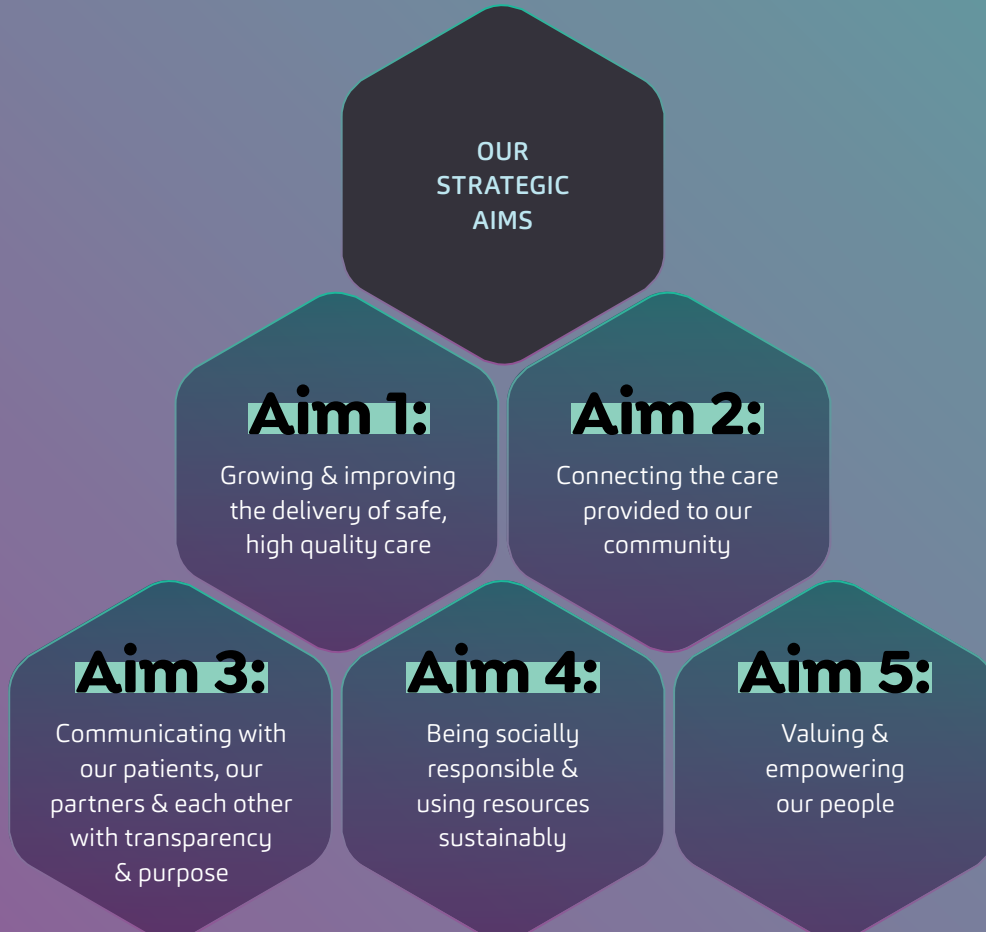 OUR
STRATEGIC
AIMS
Aim 1:
Growing & improving
the delivery of safe,
high quality care
Aim 2:
Connecting the care
provided to our
community
Aim 3:
Communicating with
our patients, our
partners & each other
with transparency
& purpose
Aim 4:
Being socially
responsible &
using resources
sustainably
Aim 5:
Valuing &
empowering
our people